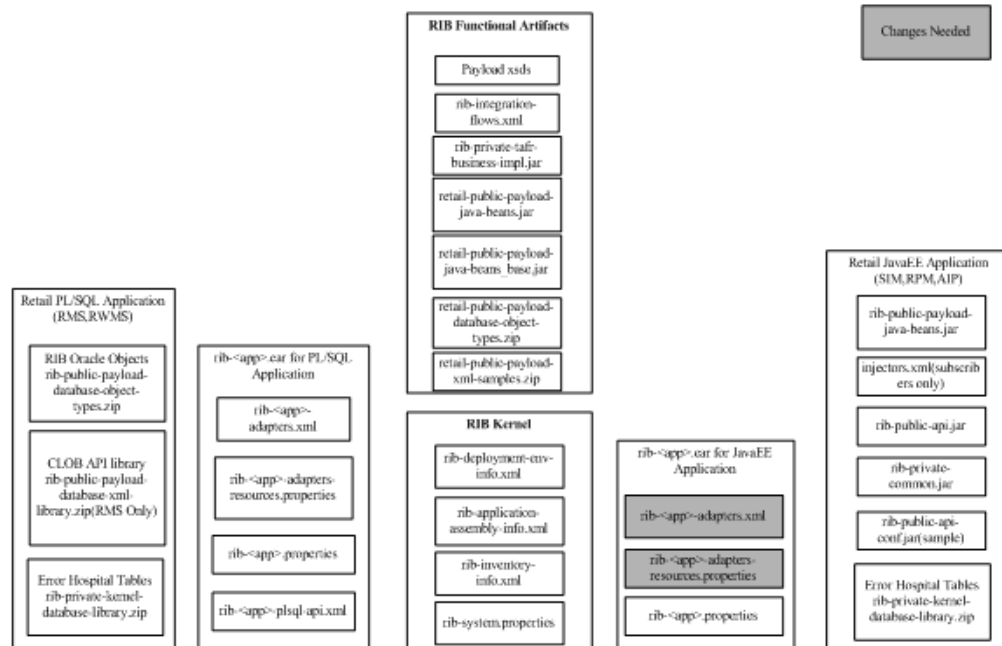 RIB Functional Artifacts
Payload xsds
rib-integration-
flows.xml
rib-private-tafr-
business-impl.jar
retail-public-payload-
java-beans.jar
retail-public-payload-
java-beans_base.jar
retail-public-payload-
database-object-
types.zip
retail-public-payload-
xml-samples.zip
Changes Needed
Retail PL/SQL Application
(RMS,RWMS)
RIB Oracle Objects
rib-public-payload-
database-object-
types.zip
CLOB API library
rib-public-payload-
database-xml-
library.zip(RMS Only)
Error Hospital Tables
rib-private-kernel-
database-library.zip
rib-<app>.ear for PL/SQL
Application
rib-<app>-
adapters.xml
rib-<app>-adapters-
resources.properties
rib-<app>.properties
rib-<app>-plsql-api.xml
RIB Kernel
rib-deployment-env-
info.xml
rib-application-
assembly-info.xml
rib-inventory-
info.xml
rib-system.properties
rib-<app>.ear for JavaEE
Application
rib-<app>-adapters.xml
rib-<app>-adapters-
resources.properties
rib-<app>.properties
Retail JavaEE Application
(SIM,RPM,AIP)
rib-public-payload-
java-beans.jar
injectors.xml(subscri
bers only)
rib-public-api.jar
rib-private-
common.jar
rib-public-api-
conf.jar(sample)
Error Hospital Tables
rib-private-kernel-
database-library.zip